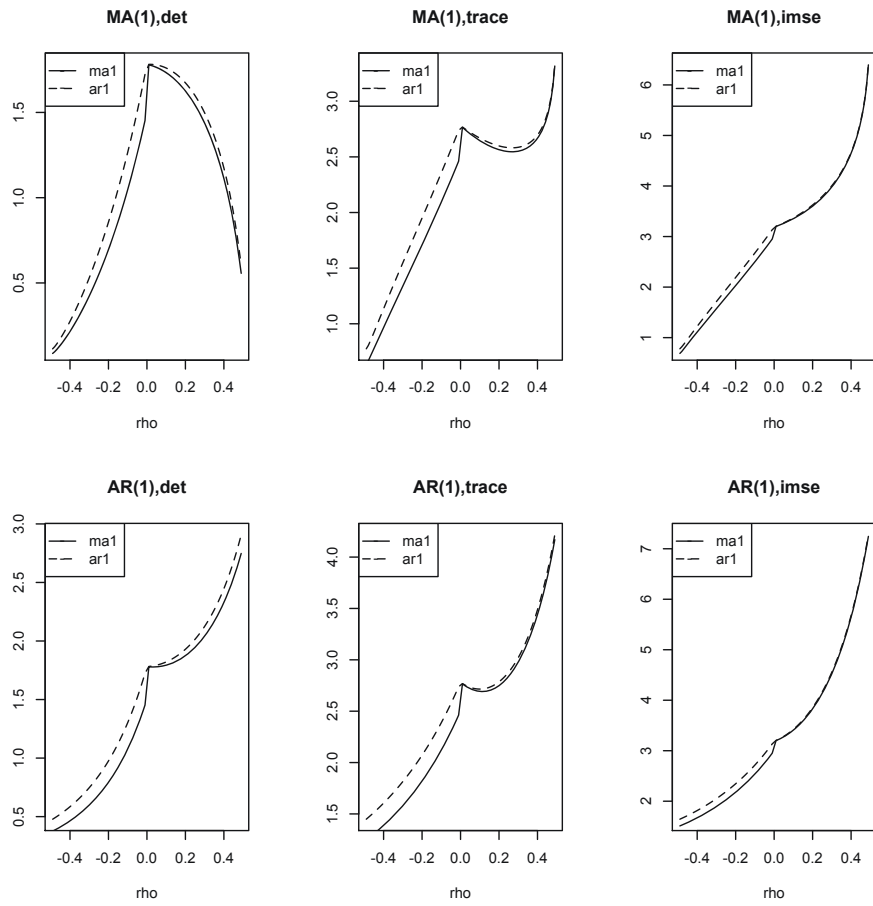 MA(1),det
ma1
ar1
0.5 1.0 1.5
-0.4 -0.2 0.0 0.2 0.4
rho
MA(1),trace
ma1
ar1
1.0 1.5 2.0 2.5 3.0
-0.4 -0.2 0.0 0.2 0.4
rho
MA(1),imse
ma1
ar1
1 2 3 4 5 6
-0.4 -0.2 0.0 0.2 0.4
rho
AR(1),det
ma1
ar1
0.5 1.0 1.5 2.0 2.5 3.0
-0.4 -0.2 0.0 0.2 0.4
rho
AR(1),trace
ma1
ar1
1.5 2.0 2.5 3.0 3.5 4.0
-0.4 -0.2 0.0 0.2 0.4
rho
AR(1),imse
ma1
ar1
2 3 4 5 6 7
-0.4 -0.2 0.0 0.2 0.4
rho